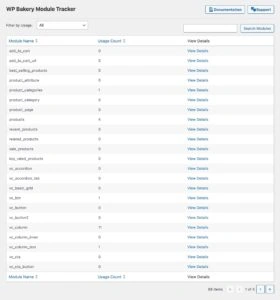 WP Bakery Module Tracker
Documentation
Support
Filter by usage: All
Search Modules
Module Name Usage Count View Details
add_to_cart 0 View Details
add_to_cart_url 0 View Details
best_selling_products 0 View Details
product_attribute 0 View Details
product_categories 1 View Details
product_category 0 View Details
product_page 0 View Details
products View Details
recent_products 0 View Details
related_products 0 View Details
sale_products 0 View Details
top_rated_products 0 View Details
vc_accordion 0 View Details
vc_accordion_tab 0 View Details
vc_basic_grid 0 View Details
vc_btn 1 View Details
vc_button 0 View Details
vc_button2 0 View Details
vc_column 71 View Details
vc_column_inner 0 View Details
vc_column_text 1 View Details
vc_cta 0 View Details
vc_cta_button 0 View Details
Module Name Usage Count View Details
items « ‹ 1 of 3 › »